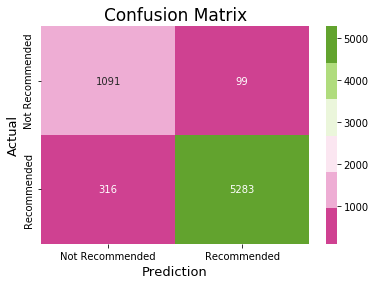 Confusion Matrix
Actual
Not Recommended
Recommended
1091 99
316 5283
Not Recommended Recommended
Prediction
5000
4000
3000
2000
1000